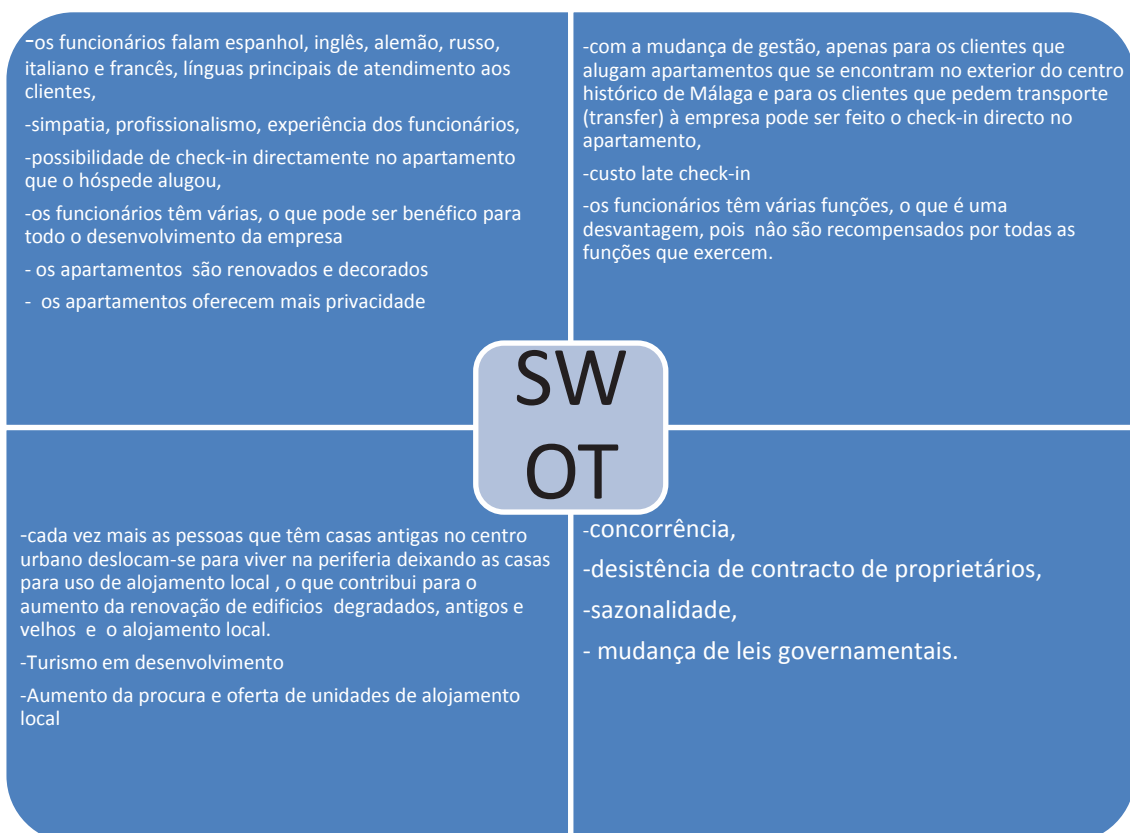 -os funcionários falam espanhol, inglês, alemão, russo,
italiano e francês, línguas principais de atendimento aos
clientes,
-simpatia, profissionalismo, experiência dos funcionários,
-possibilidade de check-in directamente no apartamento
que o hóspede alugou,
-os funcionários têm várias, o que pode ser benéfico para
todo o desenvolvimento da empresa
- os apartamentos são renovados e decorados
- os apartamentos oferecem mais privacidade
-com a mudança de gestão, apenas para os clientes que
alugam apartamentos que se encontram no exterior do centro
histórico de Málaga e para os clientes que pedem transporte
(transfer) à empresa pode ser feito o check-in directo no
apartamento,
-custo late check-in
-os funcionários têm várias funções, o que é uma
desvantagem, pois nâo são recompensados por todas as
funções que exercem.
SW
OT
-cada vez mais as pessoas que têm casas antigas no centro
urbano deslocam-se para viver na periferia deixando as casas
para uso de alojamento local , o que contribui para o
aumento da renovação de edificios degradados, antigos e
velhos e o alojamento local.
-Turismo em desenvolvimento
-Aumento da procura e oferta de unidades de alojamento
local
-concorrência,
-desistência de contracto de proprietários,
-sazonalidade,
- mudança de leis governamentais.